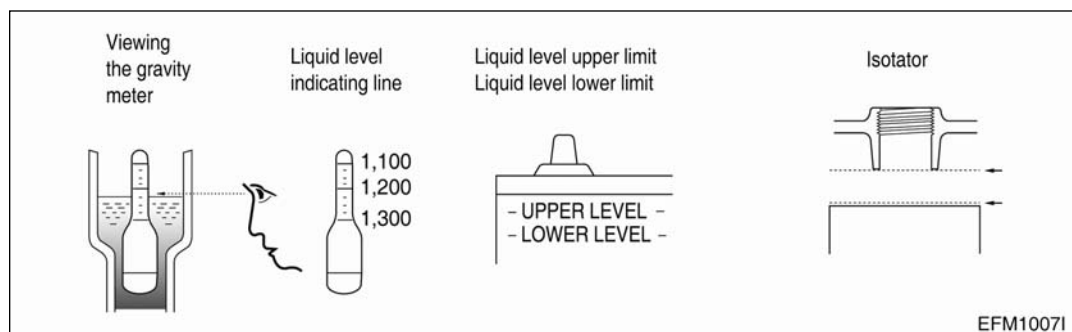 Viewing
the gravity
meter
Liquid level
indicating line
1,100
1,200
1,300
Liquid level upper limit
Liquid level lower limit
- UPPER LEVEL -
- LOWER LEVEL -
Isotator
EFM1007I